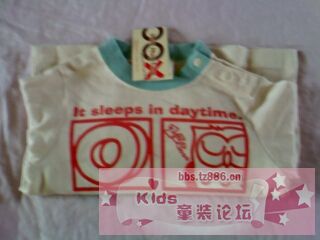 It sleeps in daytime.
bbs.tz886.cn
Kids
童装论坛